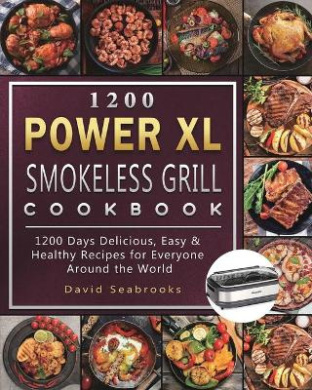 1200
POWER XL
SMOKELESS GRILL
COOKBOOK
1200 Days Delicious, Easy &
Healthy Recipes for Everyone
Around the World
David Seabrooks